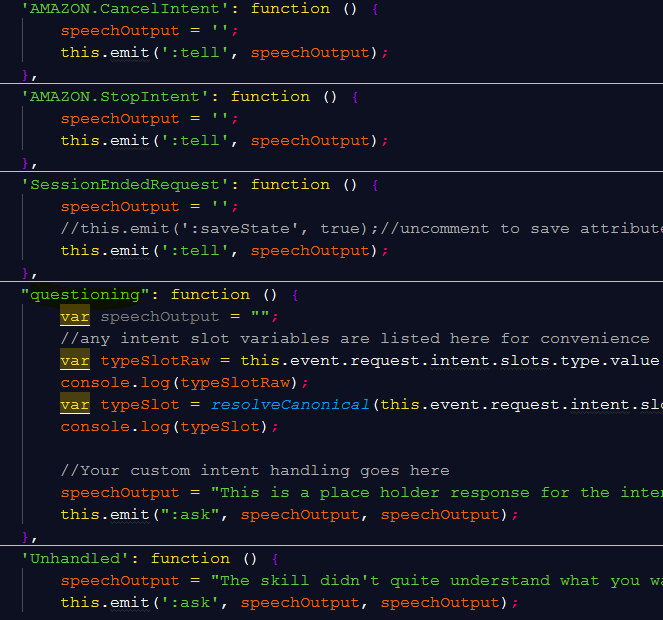 'AMAZON.CancelIntent': function () {
speechOutput = '';
this.emit(':tell', speechOutput);
},
'AMAZON.StopIntent': function () {
speechOutput = '';
this.emit(':tell', speechOutput);
},
'SessionEndedRequest': function () {
speechOutput = '';
//this.emit(':saveState', true);//uncomment to save attribute
this.emit(':tell', speechOutput);
},
"questioning": function () {
var speechOutput = "";
//any intent slot variables are listed here for convenience
var typeSlotRaw = this.event.request.intent.slots.type.value
console.log(typeSlotRaw);
var typeSlot = resolveCanonical(this.event.request.intent.slo
console.log(typeSlot);
//Your custom intent handling goes here
speechOutput = "This is a place holder response for the inten
this.emit(":ask", speechOutput, speechOutput);
},
'Unhandled': function () {
speechOutput = "The skill didn't quite understand what you wa
this.emit(':ask', speechOutput, speechOutput);